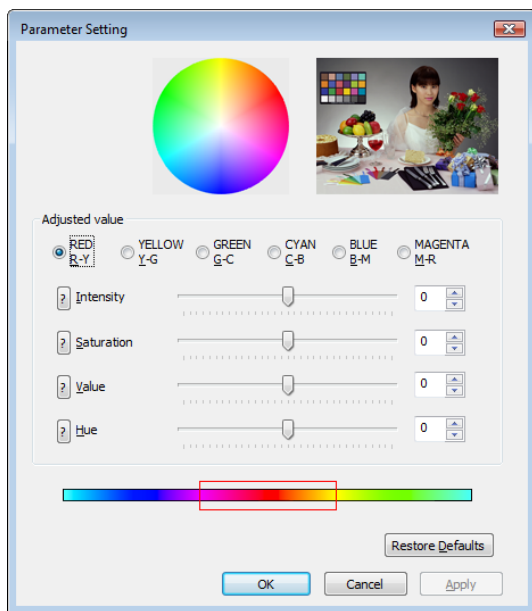 Parameter Setting
Adjusted value
RED YELLOW GREEN CYAN BLUE MAGENTA
R-Y Y-G G-C C-B B-M M-R
? Intensity 0
? Saturation 0
? Value 0
? Hue 0
Restore Defaults
OK Cancel Apply